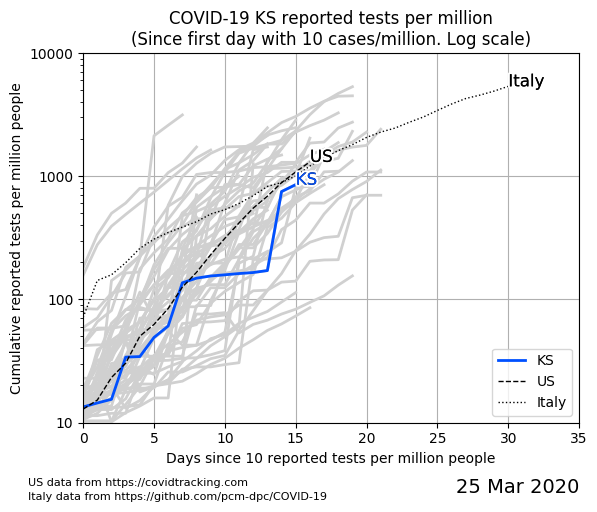 COVID-19 KS reported tests per million
(Since first day with 10 cases/million. Log scale)
Cumulative reported tests per million people
10000
1000
100
10
Italy
US
KS
KS
US
Italy
0 5 10 15 20 25 30 35
Days since 10 reported tests per million people
US data from https://covidtracking.com
Italy data from https://github.com/pcm-dpc/COVID-19
25 Mar 2020